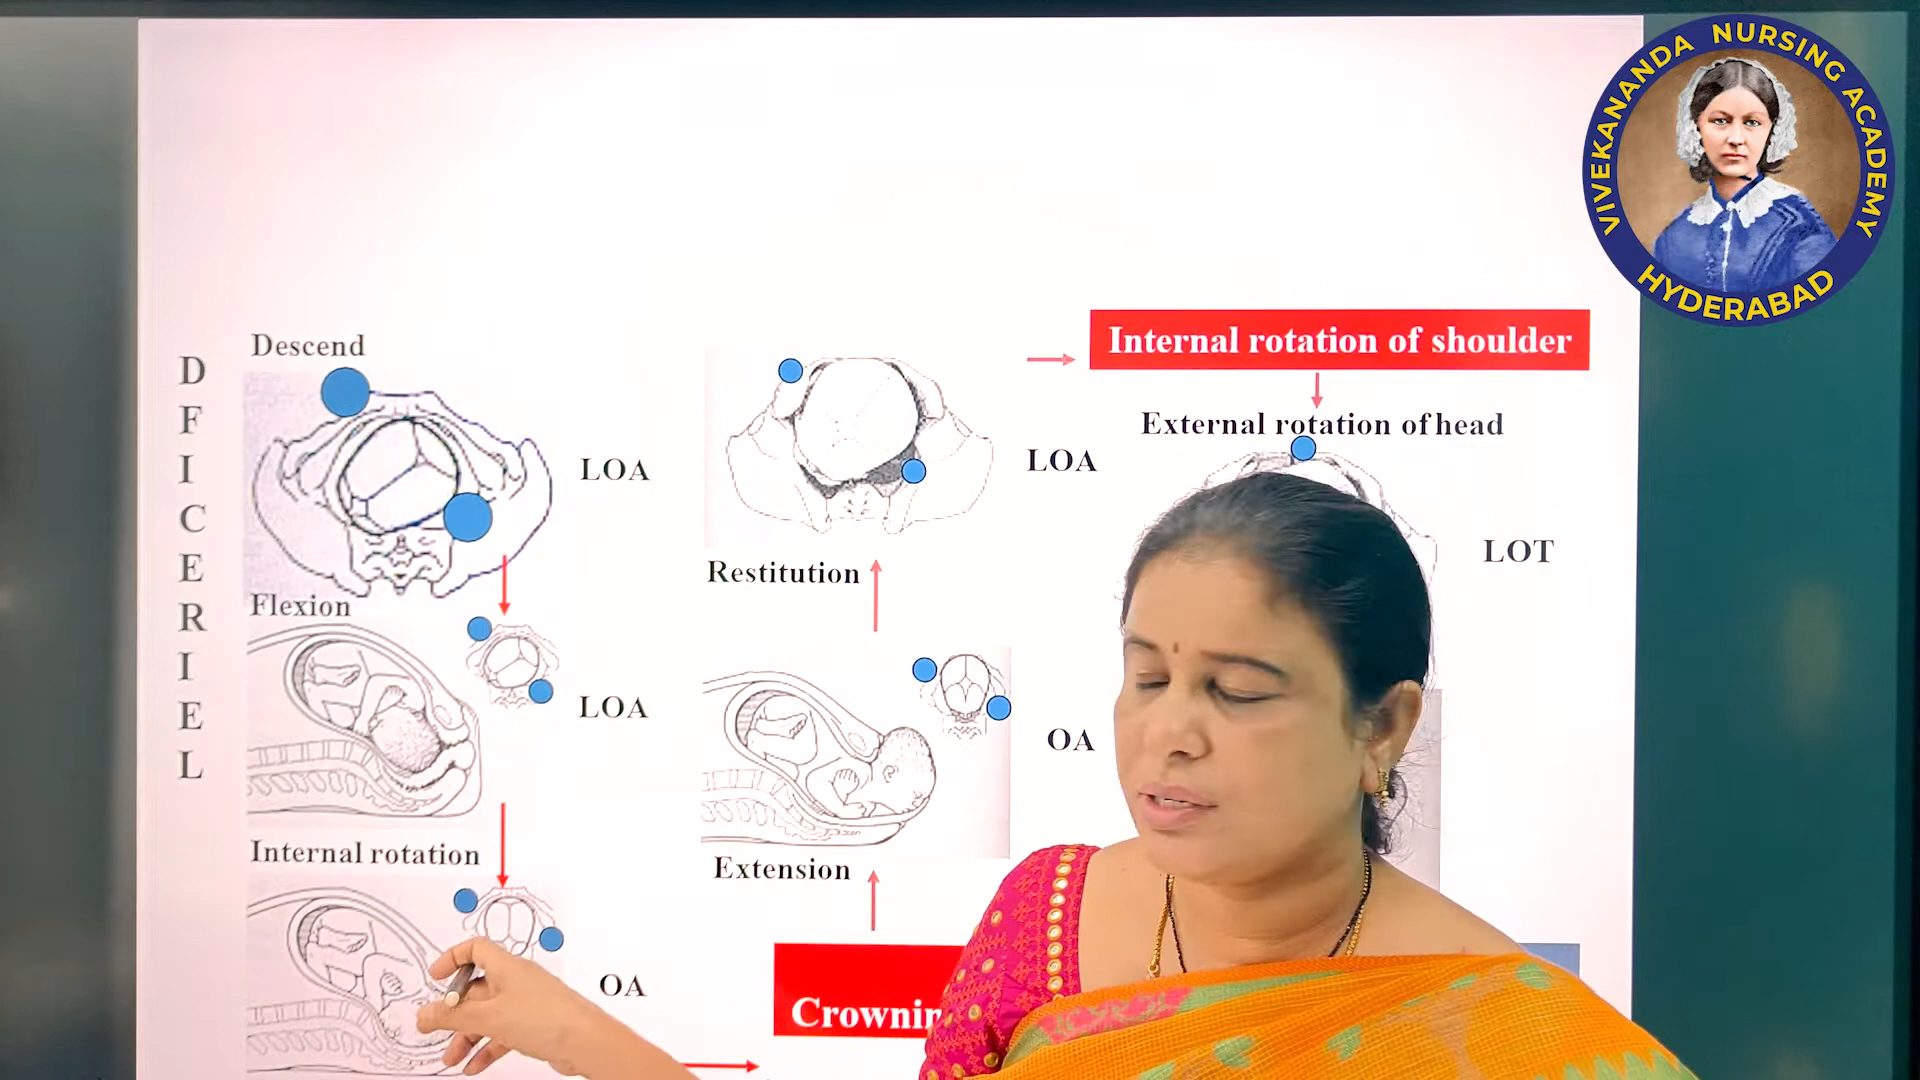 VIVEKANANDA NURSING ACADEMY
HYDERABAD
D
F
I
C
E
R
I
E
L
Descend
LOA
Flexion
LOA
Internal rotation
OA
LOA
Restitution
OA
Extension
Internal rotation of shoulder
External rotation of head
LOT